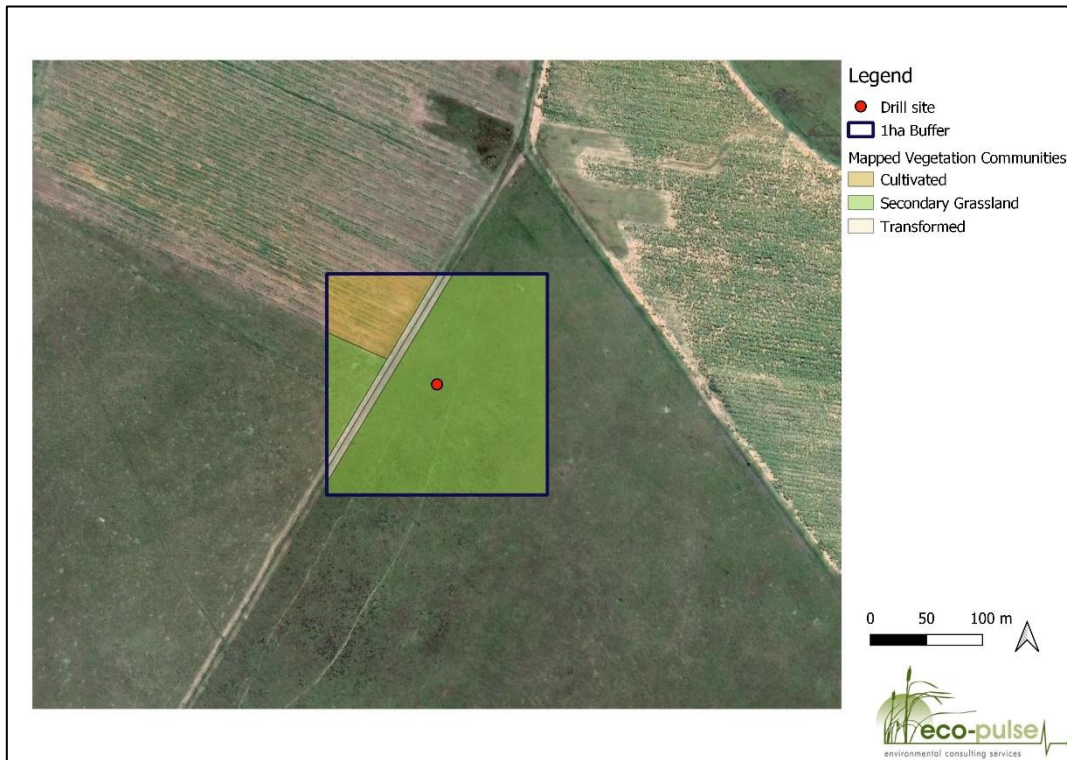 Legend
Drill site
1ha Buffer
Mapped Vegetation Communities
Cultivated
Secondary Grassland
Transformed
0 50 100 m
eco-pulse
environmental consulting services